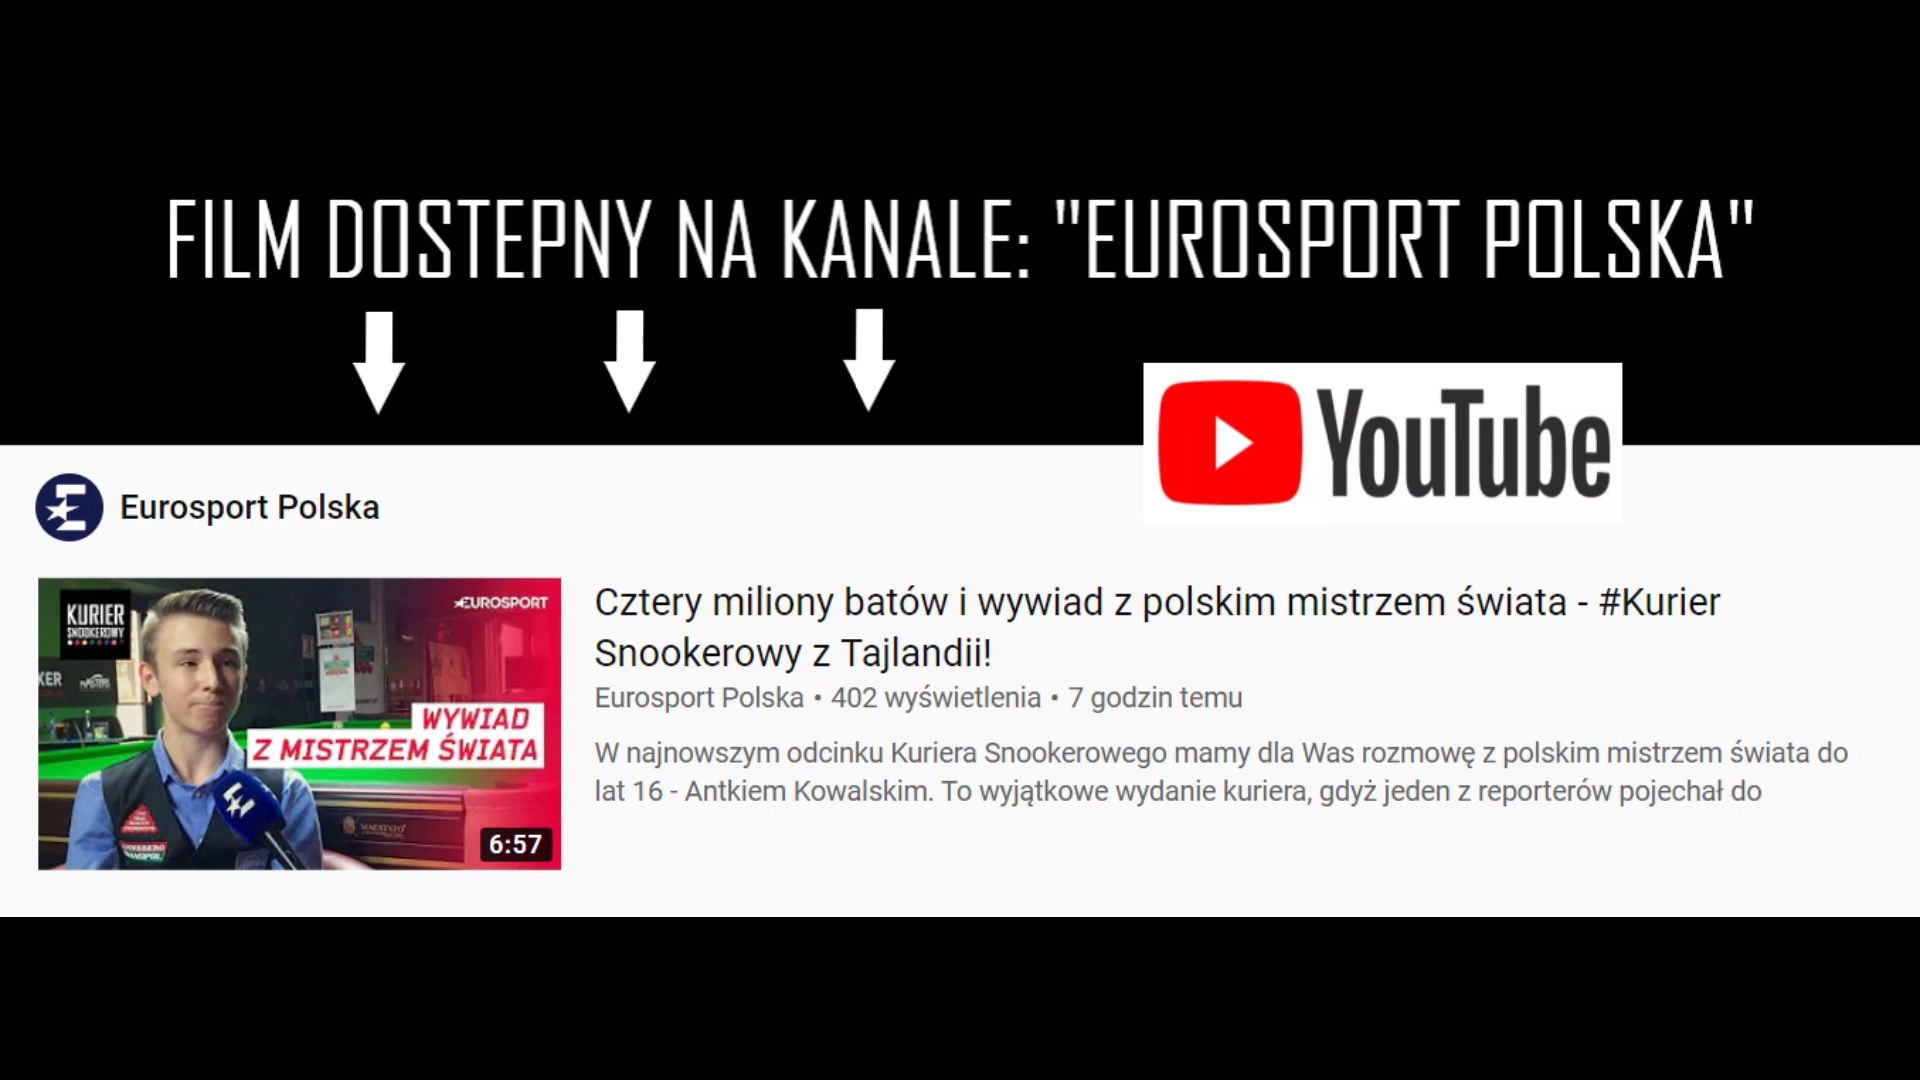 FILM DOSTEPNY NA KANALE: "EUROSPORT POLSKA"
YouTube
Eurosport Polska
KURIER
SNOOKEROWY
EUROSPORT
KER
WYWIAD
Z MISTRZEM ŚWIATA
6:57
Cztery miliony batów i wywiad z polskim mistrzem świata - #Kurier
Snookerowy z Tajlandii!
Eurosport Polska • 402 wyświetlenia • 7 godzin temu
W najnowszym odcinku Kuriera Snookerowego mamy dla Was rozmowę z polskim mistrzem świata do
lat 16 - Antkiem Kowalskim. To wyjątkowe wydanie kuriera, gdyż jeden z reporterów pojechał do